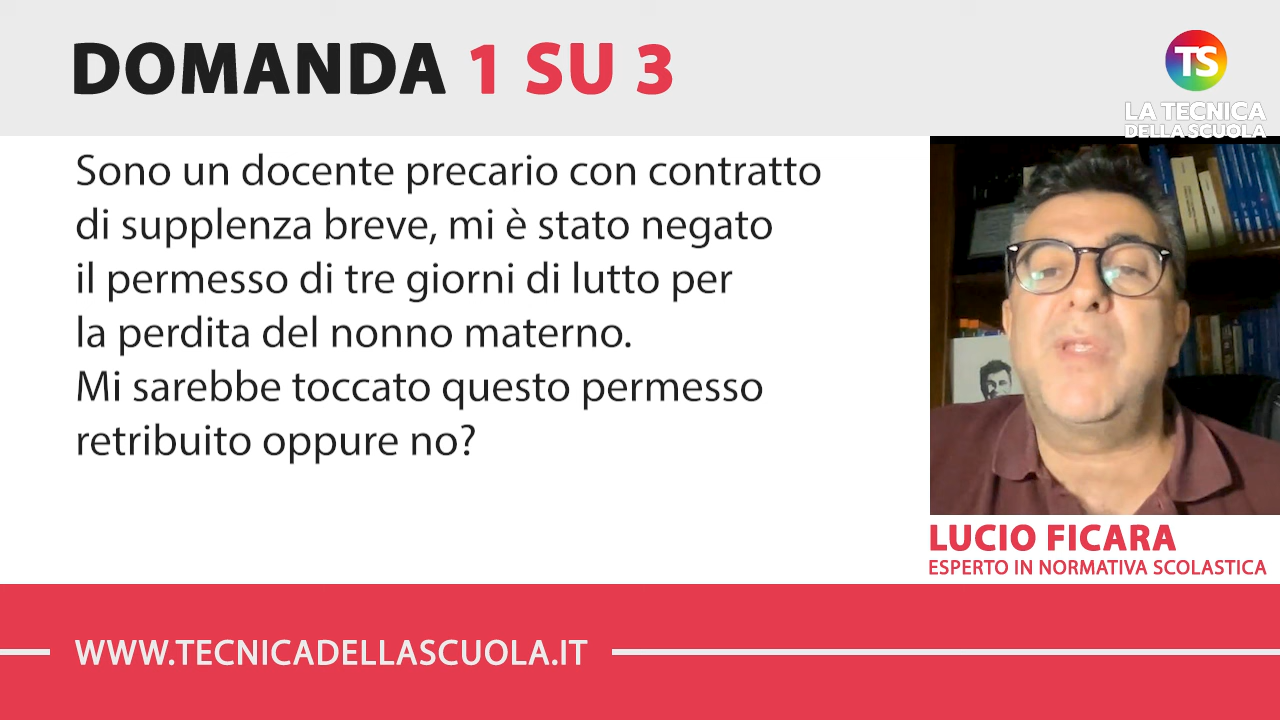 DOMANDA 1 SU 3
TS
LA TECNICA
DELLA SCUOLA
Sono un docente precario con contratto
di supplenza breve, mi è stato negato
il permesso di tre giorni di lutto per
la perdita del nonno materno.
Mi sarebbe toccato questo permesso
retribuito oppure no?
LUCIO FICARA
ESPERTO IN NORMATIVA SCOLASTICA
WWW.TECNICADELLASCUOLA.IT